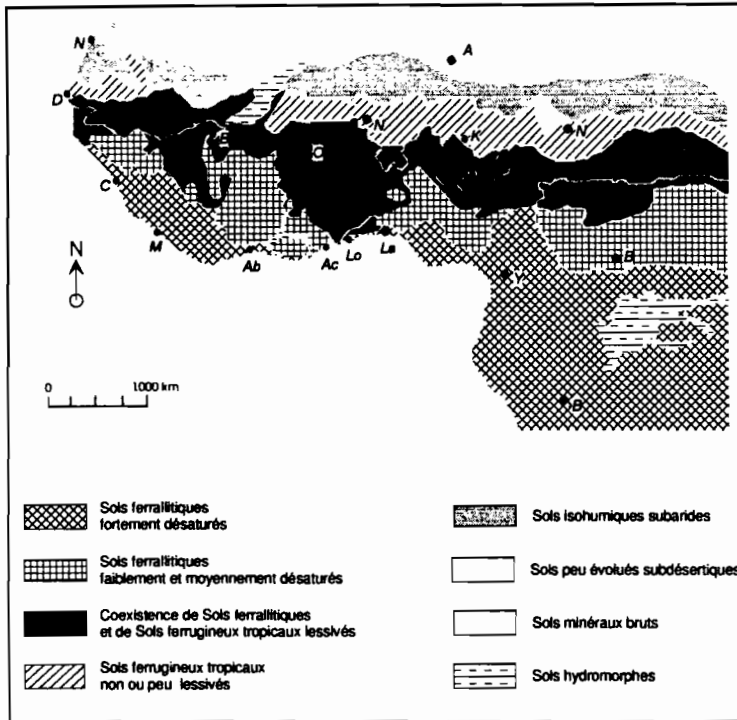 N
A
D
N
K
N
B
O
C
M
Ab
Ac
Lo
La
Y
B
B
N
0 1000 km
Sols ferrallitiques
fortement désaturés
Sols ferrallitiques
faiblement et moyennement désaturés
Coexistence de Sols ferrallitiques
et de Sols ferrugineux tropicaux lessivés
Sols ferrugineux tropicaux
non ou peu lessivés
Sols isohumiques subarides
Sols peu évolués subdésertiques
Sols minéraux bruts
Sols hydromorphes